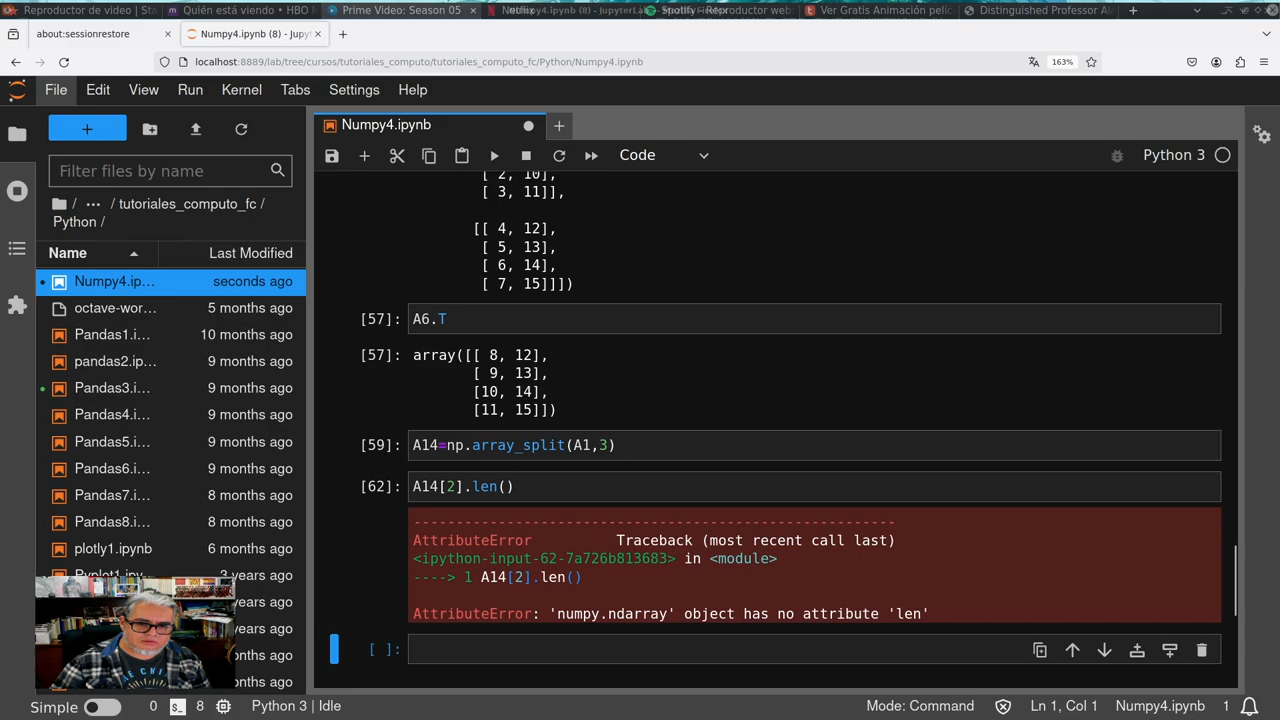 Reproductor de video | Sta
Quién está viendo • HBO M
Prime Video: Season 05
Ver Gratis Animación pelíc
Distinguished Professor Al
about:sessionrestore
Numpy4.ipynb (8) - Jupyt
localhost:8889/lab/tree/cursos/tutoriales_computo/tutoriales_computo_fc/Python/Numpy4.ipynb
163%
File Edit View Run Kernel Tabs Settings Help
Numpy4.ipynb
Code
Python 3
Filter files by name
/ ... / tutoriales_computo_fc /
Python /
Name Last Modified
Numpy4.ip... seconds ago
octave-wor... 5 months ago
Pandas1.i... 10 months ago
pandas2.ip... 9 months ago
Pandas3.i... 9 months ago
Pandas4.i... 9 months ago
Pandas5.i... 9 months ago
Pandas6.i... 9 months ago
Pandas7.i... 8 months ago
Pandas8.i... 8 months ago
plotly1.ipynb 6 months ago
Pyplot1.ipy... 3 years ago
years ago
years ago
onths ago
onths ago
[ 2, 10],
[ 3, 11]],
[[ 4, 12],
[ 5, 13],
[ 6, 14],
[ 7, 15]]])
[57]: A6.T
[57]: array([[ 8, 12],
[ 9, 13],
[10, 14],
[11, 15]])
[59]: A14=np.array_split(A1,3)
[62]: A14[2].len()
---------------------------------------------------------------------------
AttributeError Traceback (most recent call last)
<ipython-input-62-7a726b813683> in <module>
----> 1 A14[2].len()
AttributeError: 'numpy.ndarray' object has no attribute 'len'
[ ]:
Simple 0 8 Python 3 | Idle Mode: Command Ln 1, Col 1 Numpy4.ipynb 1